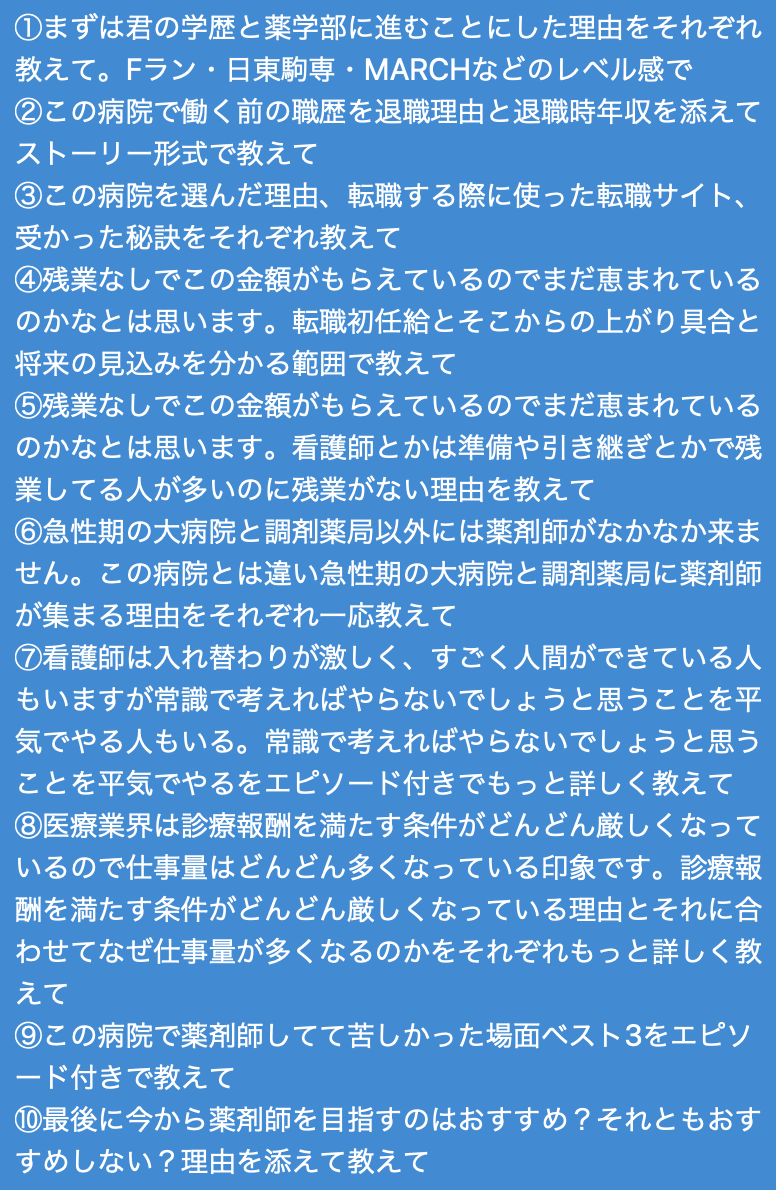 ①まずは君の学歴と薬学部に進むことにした理由をそれぞれ
教えて。Fラン・日東駒専・MARCHなどのレベル感で
②この病院で働く前の職歴を退職理由と退職時年収を添えて
ストーリー形式で教えて
③この病院を選んだ理由、転職する際に使った転職サイト、
受かった秘訣をそれぞれ教えて
④残業なしでこの金額がもらえているのでまだ恵まれている
のかなとは思います。転職初任給とそこからの上がり具合と
将来の見込みを分かる範囲で教えて
⑤残業なしでこの金額がもらえているのでまだ恵まれている
のかなとは思います。看護師とかは準備や引き継ぎとかで残
業してる人が多いのに残業がない理由を教えて
⑥急性期の大病院と調剤薬局以外には薬剤師がなかなか来ま
せん。この病院とは違い急性期の大病院と調剤薬局に薬剤師
が集まる理由をそれぞれ一応教えて
⑦看護師は入れ替わりが激しく、すごく人間ができている人
もいますが常識で考えればやらないでしょうと思うことを平
気でやる人もいる。常識で考えればやらないでしょうと思う
ことを平気でやるをエピソード付きでもっと詳しく教えて
⑧医療業界は診療報酬を満たす条件がどんどん厳しくなって
いるので仕事量はどんどん多くなっている印象です。診療報
酬を満たす条件がどんどん厳しくなっている理由とそれに合
わせてなぜ仕事量が多くなるのかをそれぞれもっと詳しく教
えて
⑨この病院で薬剤師してて苦しかった場面ベスト3をエピソ
ード付きで教えて
⑩最後に今から薬剤師を目指すのはおすすめ？それともおす
すめしない？理由を添えて教えて